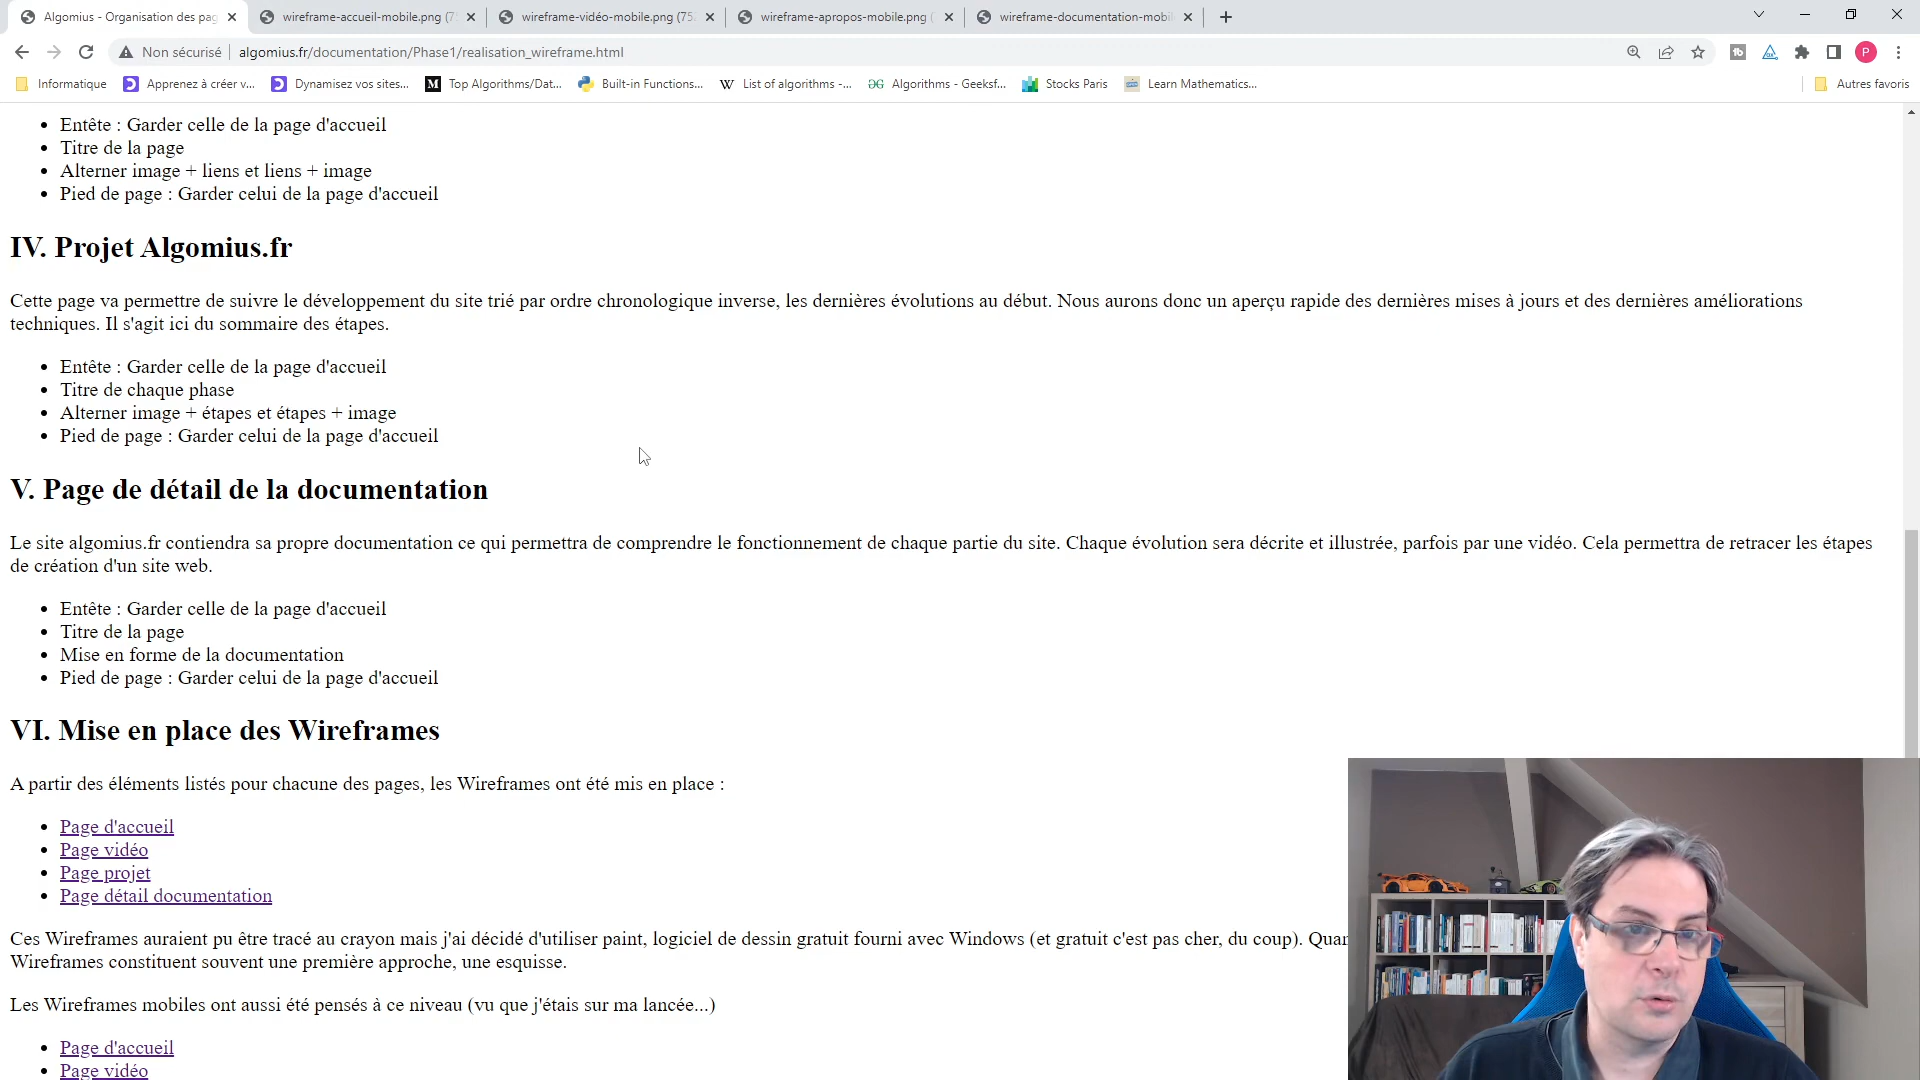 Algomius - Organisation des pag
wireframe-accueil-mobile.png (75
wireframe-vidéo-mobile.png (75
wireframe-apropos-mobile.png (
wireframe-documentation-mobil
Non sécurisé
algomius.fr/documentation/Phase1/realisation_wireframe.html
P
Informatique
Apprenez à créer v...
Dynamisez vos sites...
Top Algorithms/Dat...
Built-in Functions...
List of algorithms -...
Algorithms - Geeksf...
Stocks Paris
Learn Mathematics...
Autres favoris
Entête : Garder celle de la page d'accueil
Titre de la page
Alterner image + liens et liens + image
Pied de page : Garder celui de la page d'accueil
IV. Projet Algomius.fr
Cette page va permettre de suivre le développement du site trié par ordre chronologique inverse, les dernières évolutions au début. Nous aurons donc un aperçu rapide des dernières mises à jours et des dernières améliorations
techniques. Il s'agit ici du sommaire des étapes.
Entête : Garder celle de la page d'accueil
Titre de chaque phase
Alterner image + étapes et étapes + image
Pied de page : Garder celui de la page d'accueil
V. Page de détail de la documentation
Le site algomius.fr contiendra sa propre documentation ce qui permettra de comprendre le fonctionnement de chaque partie du site. Chaque évolution sera décrite et illustrée, parfois par une vidéo. Cela permettra de retracer les étapes
de création d'un site web.
Entête : Garder celle de la page d'accueil
Titre de la page
Mise en forme de la documentation
Pied de page : Garder celui de la page d'accueil
VI. Mise en place des Wireframes
A partir des éléments listés pour chacune des pages, les Wireframes ont été mis en place :
Page d'accueil
Page vidéo
Page projet
Page détail documentation
Ces Wireframes auraient pu être tracé au crayon mais j'ai décidé d'utiliser paint, logiciel de dessin gratuit fourni avec Windows (et gratuit c'est pas cher, du coup). Quan
Wireframes constituent souvent une première approche, une esquisse.
Les Wireframes mobiles ont aussi été pensés à ce niveau (vu que j'étais sur ma lancée...)
Page d'accueil
Page vidéo